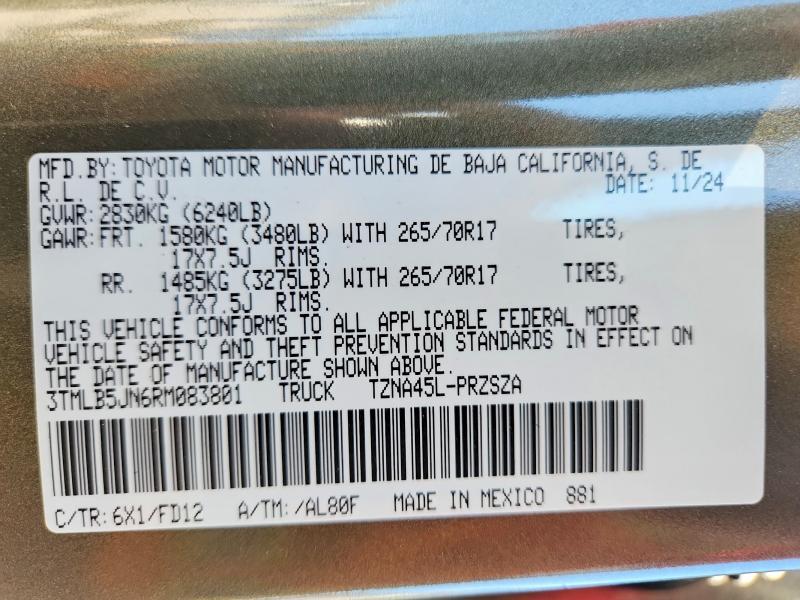 MFD.BY: TOYOTA MOTOR MANUFACTURING DE BAJA CALIFORNIA, S. DE
R.L. DE C.V. DATE: 11/24
GVWR: 2830KG (6240LB)
GAWR: FRT. 1580KG (3480LB) WITH 265/70R17 TIRES,
17X7.5J RIMS.
RR. 1485KG (3275LB) WITH 265/70R17 TIRES,
17X7.5J RIMS.
THIS VEHICLE CONFORMS TO ALL APPLICABLE FEDERAL MOTOR
VEHICLE SAFETY AND THEFT PREVENTION STANDARDS IN EFFECT ON
THE DATE OF MANUFACTURE SHOWN ABOVE.
3TMLB5JN6RM083801 TRUCK TZNA45L-PRZSZA
C/TR: 6X1/FD12 A/TM: /AL80F MADE IN MEXICO 881